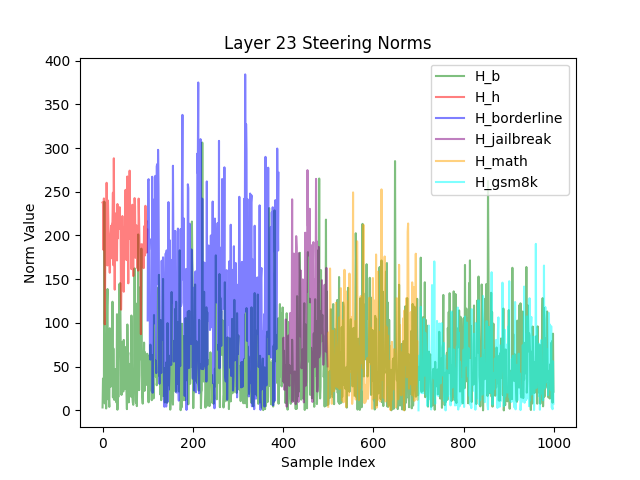 Layer 23 Steering Norms
400
350
300
250
200
150
100
50
0
Norm Value
H_b
H_h
H_borderline
H_jailbreak
H_math
H_gsm8k
0 200 400 600 800 1000
Sample Index